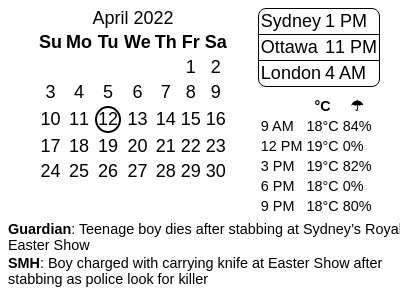 April 2022
Su Mo Tu We Th Fr Sa
1 2
3 4 5 6 7 8 9
10 11 12 13 14 15 16
17 18 19 20 21 22 23
24 25 26 27 28 29 30
Sydney 1 PM
Ottawa 11 PM
London 4 AM
°C ☂
9 AM 18°C 84%
12 PM 19°C 0%
3 PM 19°C 82%
6 PM 18°C 0%
9 PM 18°C 80%
Guardian: Teenage boy dies after stabbing at Sydney’s Royal
Easter Show
SMH: Boy charged with carrying knife at Easter Show after
stabbing as police look for killer